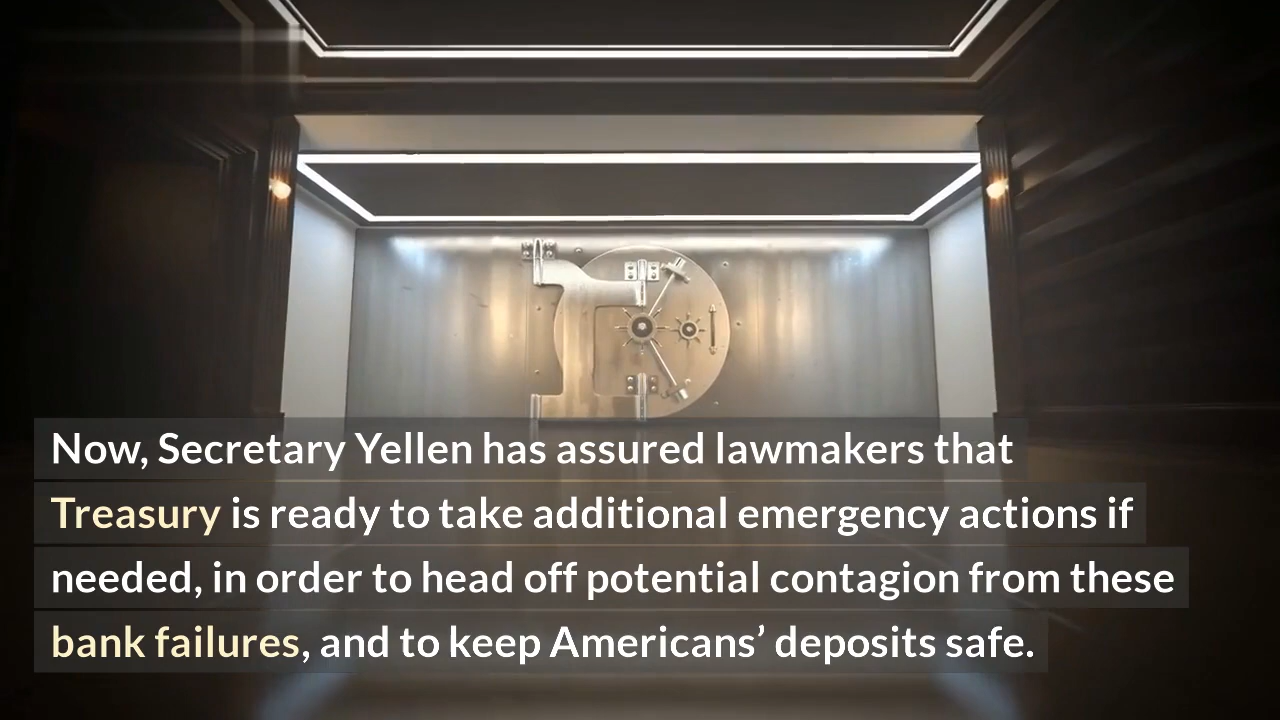 Now, Secretary Yellen has assured lawmakers that
Treasury is ready to take additional emergency actions if
needed, in order to head off potential contagion from these
bank failures, and to keep Americans’ deposits safe.